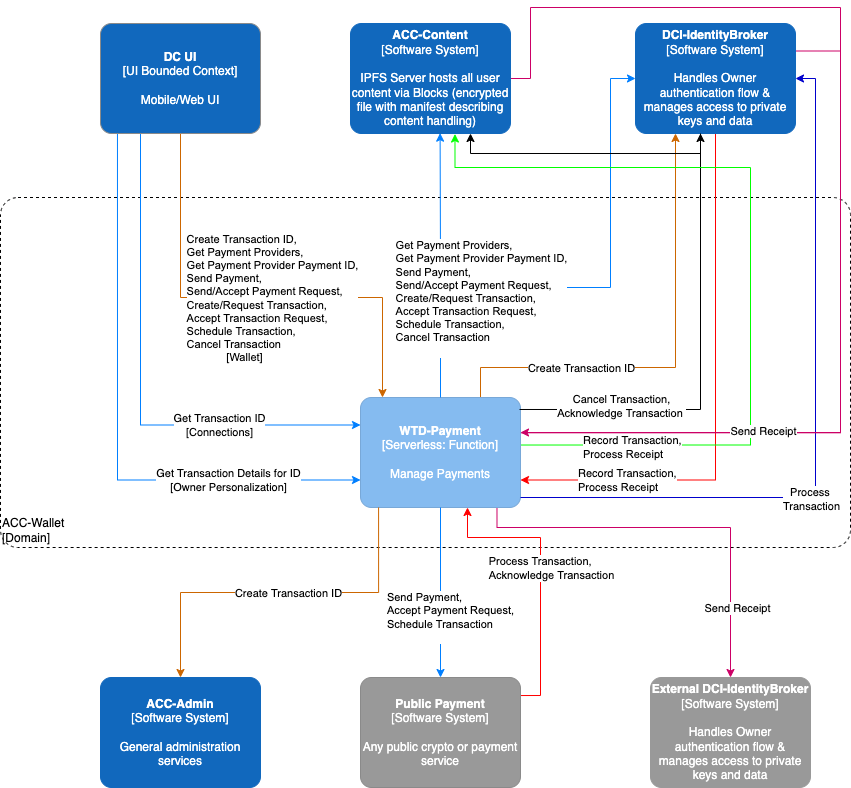 DC UI
[UI Bounded Context]
Mobile/Web UI
ACC-Content
[Software System]
IPFS Server hosts all user
content via Blocks (encrypted
file with manifest describing
content handling)
DCI-IdentityBroker
[Software System]
Handles Owner
authentication flow &
manages access to private
keys and data
Create Transaction ID,
Get Payment Providers,
Get Payment Provider Payment ID,
Send Payment,
Send/Accept Payment Request,
Create/Request Transaction,
Accept Transaction Request,
Schedule Transaction,
Cancel Transaction
[Wallet]
Get Payment Providers,
Get Payment Provider Payment ID,
Send Payment,
Send/Accept Payment Request,
Create/Request Transaction,
Accept Transaction Request,
Schedule Transaction,
Cancel Transaction
Create Transaction ID
Cancel Transaction,
Acknowledge Transaction
Get Transaction ID
[Connections]
WTD-Payment
[Serverless: Function]
Manage Payments
Send Receipt
Record Transaction,
Process Receipt
Get Transaction Details for ID
[Owner Personalization]
Record Transaction,
Process Receipt
Process
Transaction
ACC-Wallet
[Domain]
Process Transaction,
Acknowledge Transaction
Create Transaction ID
Send Payment,
Accept Payment Request,
Schedule Transaction
Send Receipt
ACC-Admin
[Software System]
General administration
services
Public Payment
[Software System]
Any public crypto or payment
service
External DCI-IdentityBroker
[Software System]
Handles Owner
authentication flow &
manages access to private
keys and data